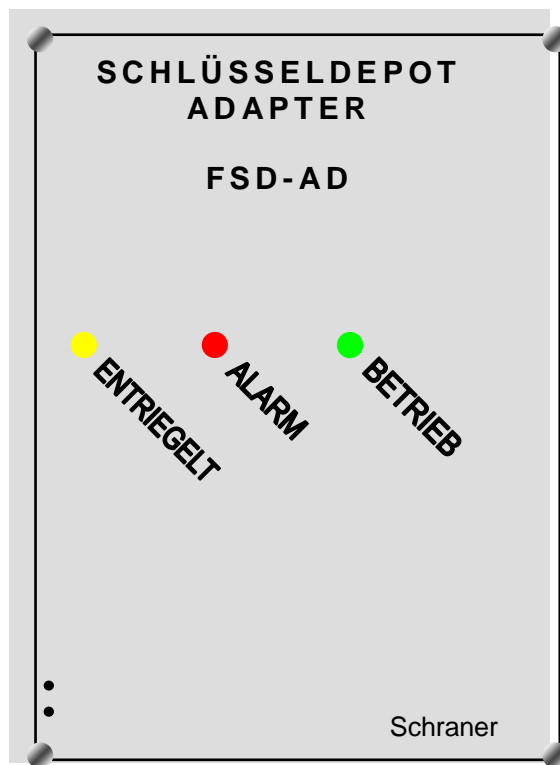 SCHLÜSSELDEPOT
ADAPTER
FSD-AD
ENTRIEGELT
ALARM
BETRIEB
Schraner